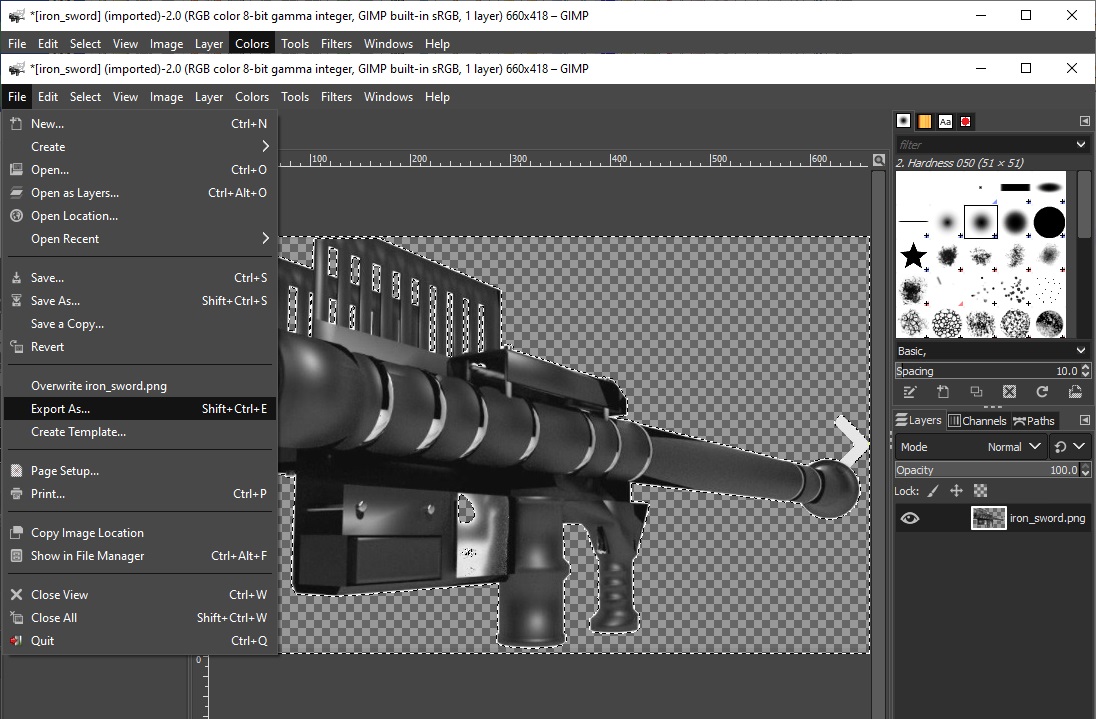 *[iron_sword] (imported)-2.0 (RGB color 8-bit gamma integer, GIMP built-in sRGB, 1 layer) 660x418 – GIMP
File Edit Select View Image Layer Colors Tools Filters Windows Help
*[iron_sword] (imported)-2.0 (RGB color 8-bit gamma integer, GIMP built-in sRGB, 1 layer) 660x418 – GIMP
File Edit Select View Image Layer Colors Tools Filters Windows Help
New... Ctrl+N
Create
Open... Ctrl+O
Open as Layers... Ctrl+Alt+O
Open Location...
Open Recent
Save... Ctrl+S
Save As... Shift+Ctrl+S
Save a Copy...
Revert
Overwrite iron_sword.png
Export As... Shift+Ctrl+E
Create Template...
Page Setup...
Print... Ctrl+P
Copy Image Location
Show in File Manager Ctrl+Alt+F
Close View Ctrl+W
Close All Shift+Ctrl+W
Quit Ctrl+Q
100 200 300 400 500 600
0
Aa
filter
2. Hardness 050 (51 × 51)
Basic,
Spacing 10.0
Layers Channels Paths
Mode Normal
Opacity 100.0
Lock:
iron_sword.png